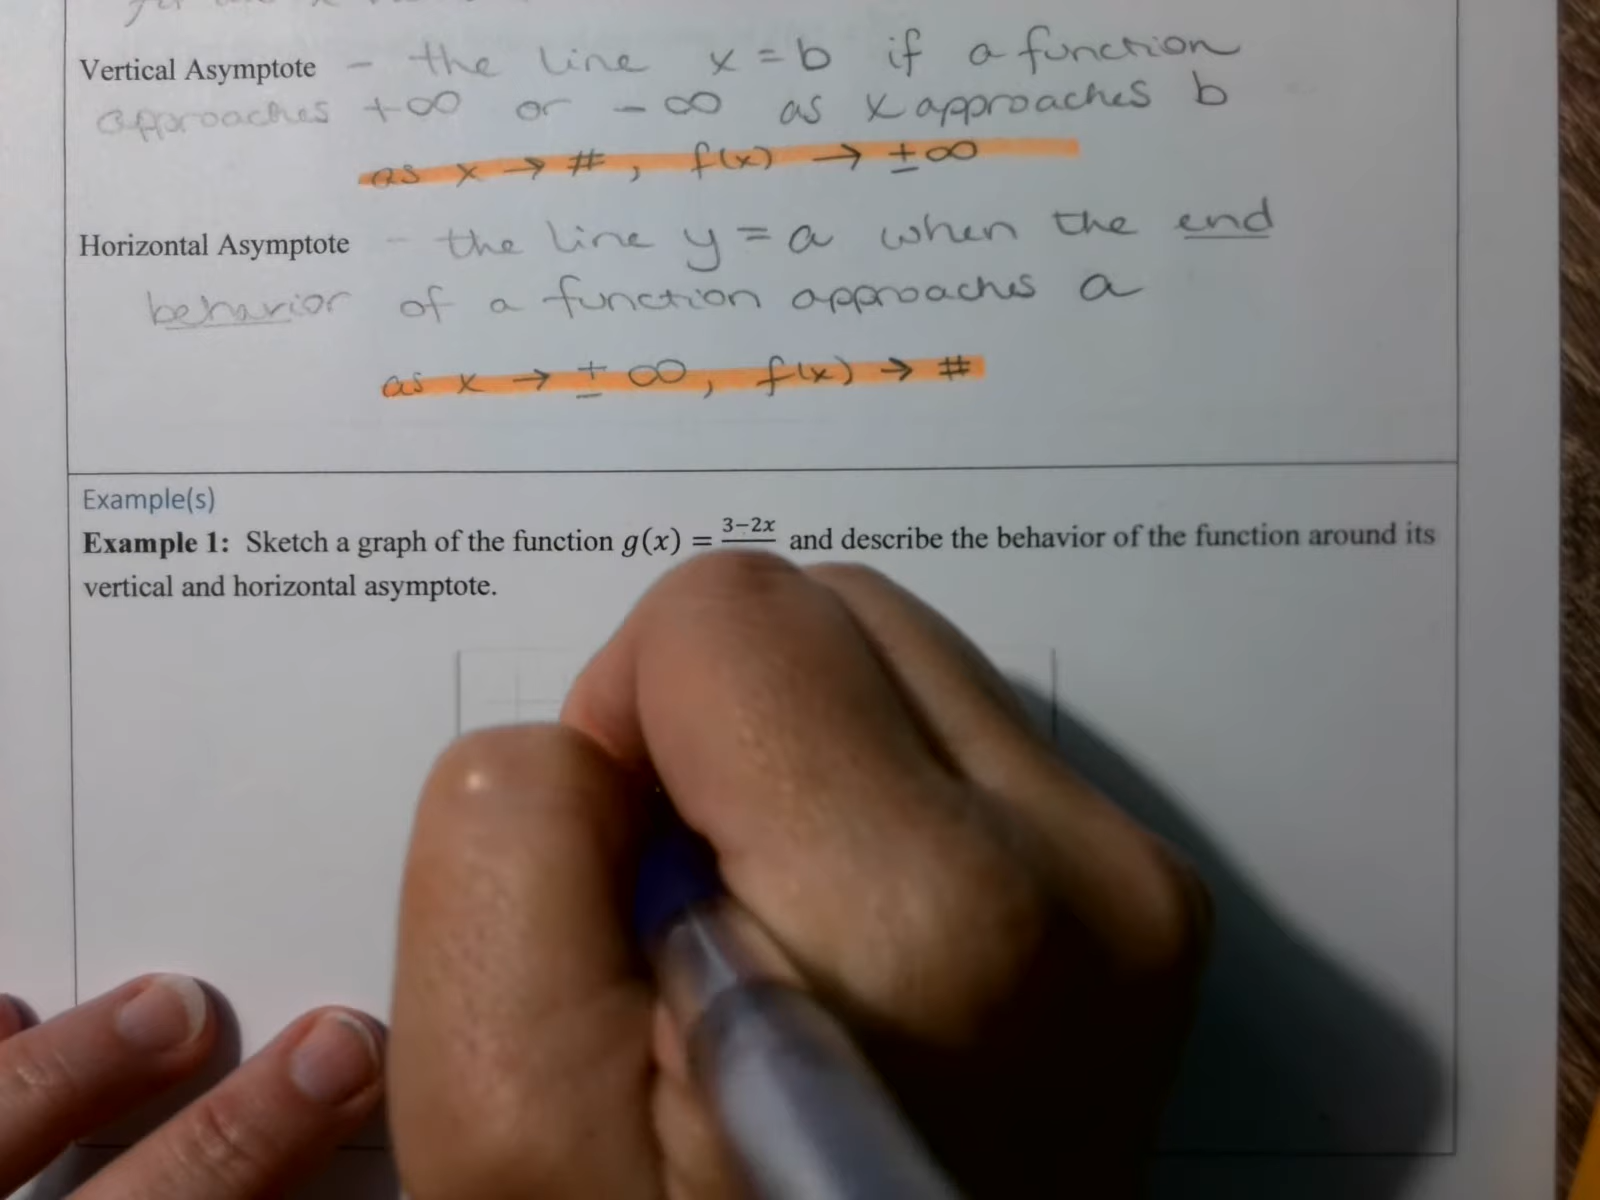 Vertical Asymptote - the line x = b if a function
approaches +∞ or -∞ as x approaches b
as x → #, f(x) → ±∞
Horizontal Asymptote - the line y = a when the end
behavior of a function approaches a
as x → ± ∞, f(x) → #
Example(s)
Example 1: Sketch a graph of the function g(x) = 3−2x and describe the behavior of the function around its
vertical and horizontal asymptote.